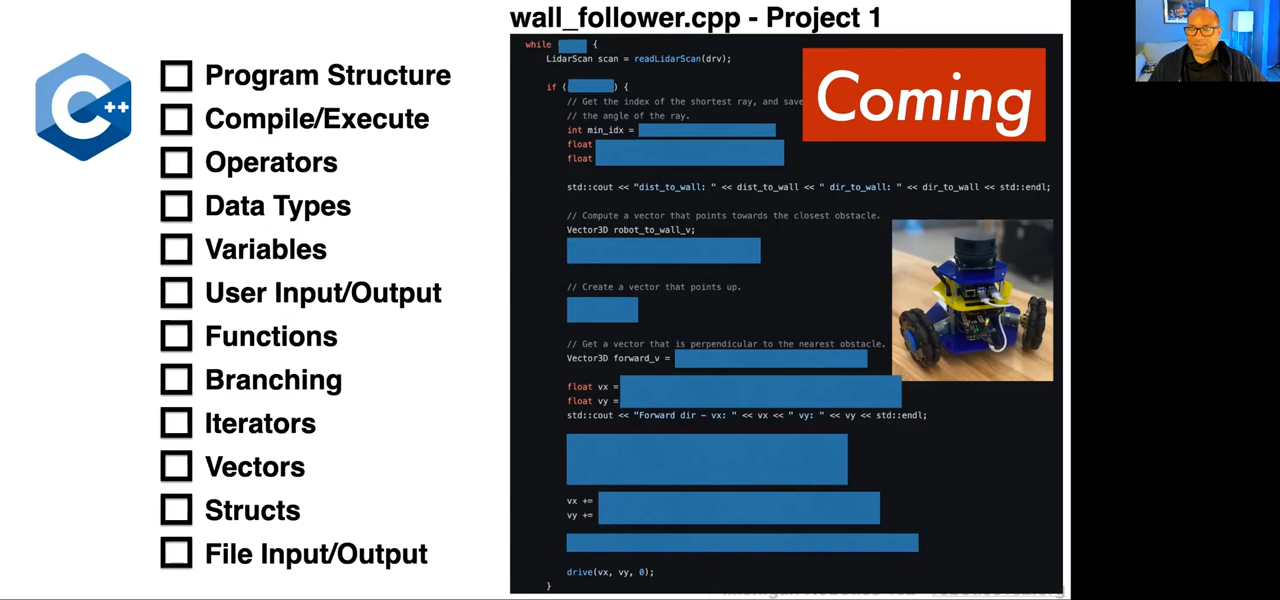 wall_follower.cpp - Project 1
C++
Program Structure
Compile/Execute
Operators
Data Types
Variables
User Input/Output
Functions
Branching
Iterators
Vectors
Structs
File Input/Output
while {
LidarScan scan = readLidarScan(drv);
if ( ) {
// Get the index of the shortest ray, and save
// the angle of the ray.
int min_idx =
float
float
std::cout << "dist_to_wall: " << dist_to_wall << " dir_to_wall: " << dir_to_wall << std::endl;
// Compute a vector that points towards the closest obstacle.
Vector3D robot_to_wall_v;
// Create a vector that points up.
// Get a vector that is perpendicular to the nearest obstacle.
Vector3D forward_v =
float vx =
float vy =
std::cout << "Forward dir - vx: " << vx << " vy: " << vy << std::endl;
vx +=
vy +=
drive(vx, vy, 0);
}
Coming